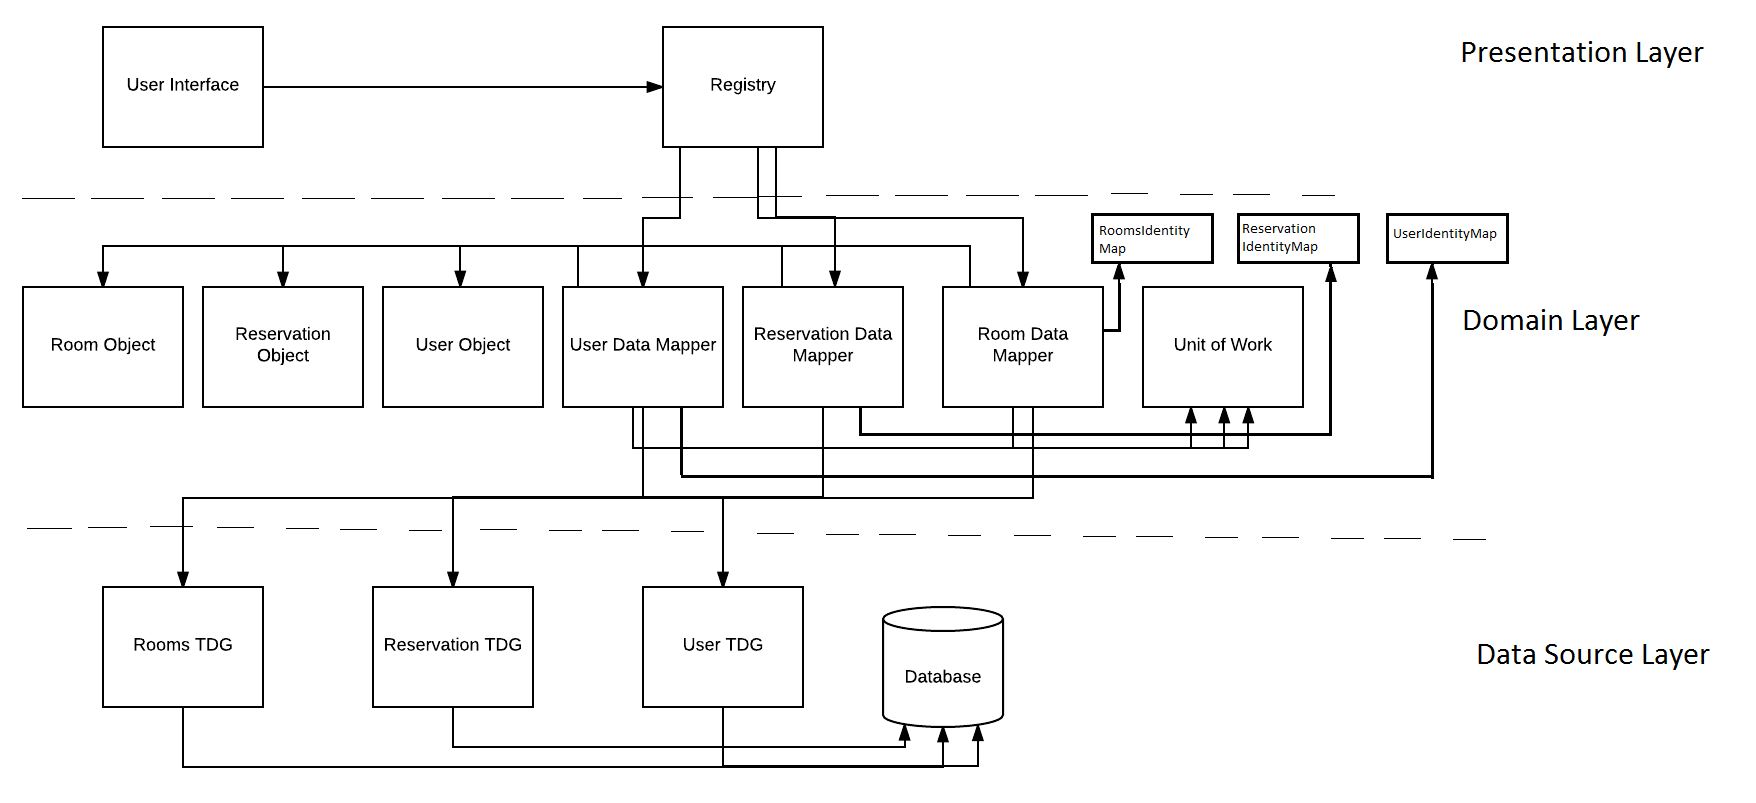 User Interface
Registry
Presentation Layer
RoomsIdentity
Map
Reservation
IdentityMap
UserIdentityMap
Room Object
Reservation
Object
User Object
User Data Mapper
Reservation Data
Mapper
Room Data
Mapper
Unit of Work
Domain Layer
Rooms TDG
Reservation TDG
User TDG
Database
Data Source Layer